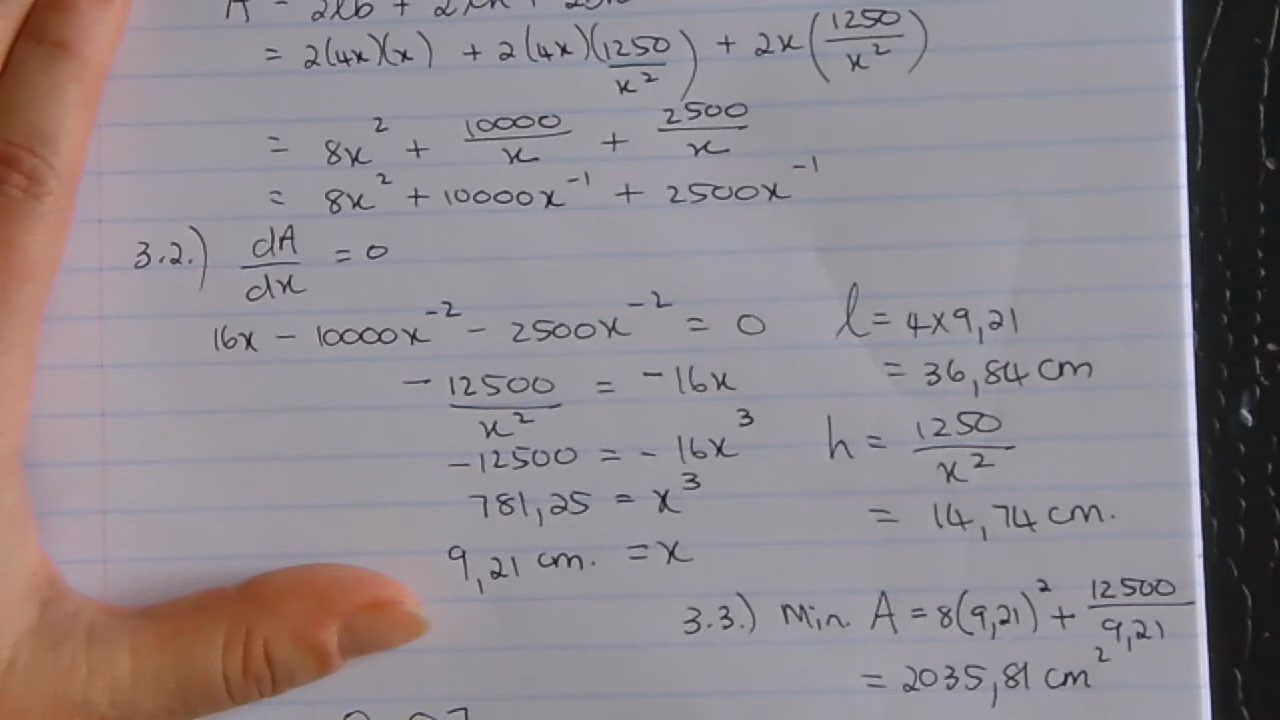 = 2(4x)(x) + 2(4x)(1250/x²) + 2x(1250/x²)
= 8x² + 10000/x + 2500/x
= 8x² + 10000x⁻¹ + 2500x⁻¹
3.2.) dA/dx = 0
16x − 10000x⁻² − 2500x⁻² = 0
−12500/x² = −16x
−12500 = −16x³
781,25 = x³
9,21 cm. = x
l = 4x9,21
= 36,84 cm
h = 1250/x²
= 14,74 cm.
3.3.) Min. A = 8(9,21)² + 12500/9,21
= 2035,81 cm²